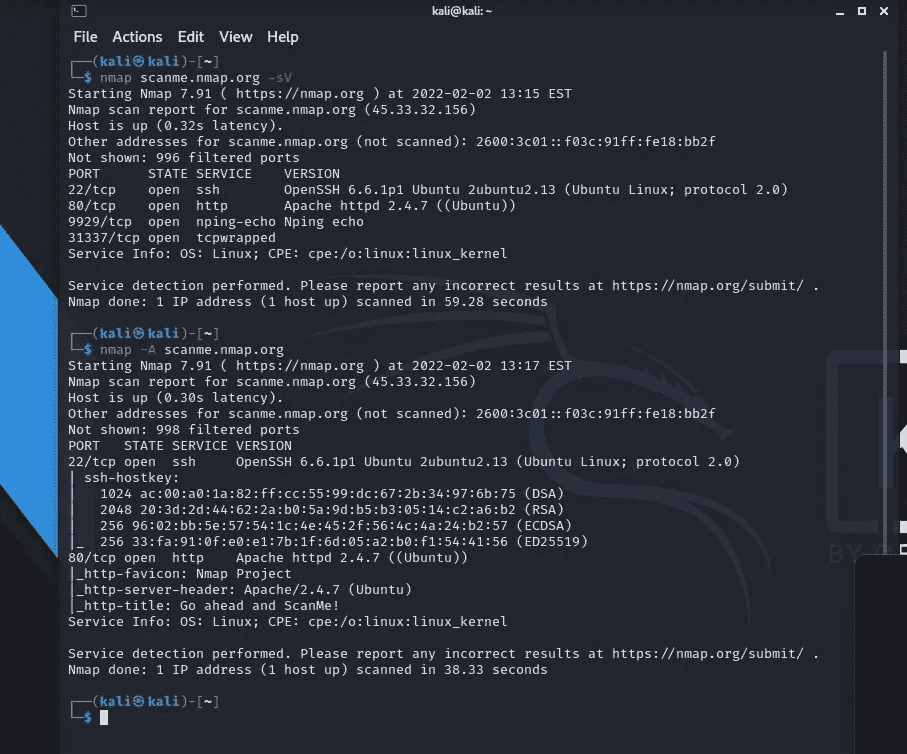 kali@kali: ~
File Actions Edit View Help
┌──(kali㉿kali)-[~]
└─$ nmap scanme.nmap.org -sV
Starting Nmap 7.91 ( https://nmap.org ) at 2022-02-02 13:15 EST
Nmap scan report for scanme.nmap.org (45.33.32.156)
Host is up (0.32s latency).
Other addresses for scanme.nmap.org (not scanned): 2600:3c01::f03c:91ff:fe18:bb2f
Not shown: 996 filtered ports
PORT      STATE SERVICE    VERSION
22/tcp    open  ssh        OpenSSH 6.6.1p1 Ubuntu 2ubuntu2.13 (Ubuntu Linux; protocol 2.0)
80/tcp    open  http       Apache httpd 2.4.7 ((Ubuntu))
9929/tcp  open  nping-echo Nping echo
31337/tcp open  tcpwrapped
Service Info: OS: Linux; CPE: cpe:/o:linux:linux_kernel
Service detection performed. Please report any incorrect results at https://nmap.org/submit/ .
Nmap done: 1 IP address (1 host up) scanned in 59.28 seconds
┌──(kali㉿kali)-[~]
└─$ nmap -A scanme.nmap.org
Starting Nmap 7.91 ( https://nmap.org ) at 2022-02-02 13:17 EST
Nmap scan report for scanme.nmap.org (45.33.32.156)
Host is up (0.30s latency).
Other addresses for scanme.nmap.org (not scanned): 2600:3c01::f03c:91ff:fe18:bb2f
Not shown: 998 filtered ports
PORT   STATE SERVICE VERSION
22/tcp open  ssh     OpenSSH 6.6.1p1 Ubuntu 2ubuntu2.13 (Ubuntu Linux; protocol 2.0)
| ssh-hostkey:
|   1024 ac:00:a0:1a:82:ff:cc:55:99:dc:67:2b:34:97:6b:75 (DSA)
|   2048 20:3d:2d:44:62:2a:b0:5a:9d:b5:b3:05:14:c2:a6:b2 (RSA)
|   256 96:02:bb:5e:57:54:1c:4e:45:2f:56:4c:4a:24:b2:57 (ECDSA)
|_  256 33:fa:91:0f:e0:e1:7b:1f:6d:05:a2:b0:f1:54:41:56 (ED25519)
80/tcp open  http    Apache httpd 2.4.7 ((Ubuntu))
|_http-favicon: Nmap Project
|_http-server-header: Apache/2.4.7 (Ubuntu)
|_http-title: Go ahead and ScanMe!
Service Info: OS: Linux; CPE: cpe:/o:linux:linux_kernel
Service detection performed. Please report any incorrect results at https://nmap.org/submit/ .
Nmap done: 1 IP address (1 host up) scanned in 38.33 seconds
┌──(kali㉿kali)-[~]
└─$
BY